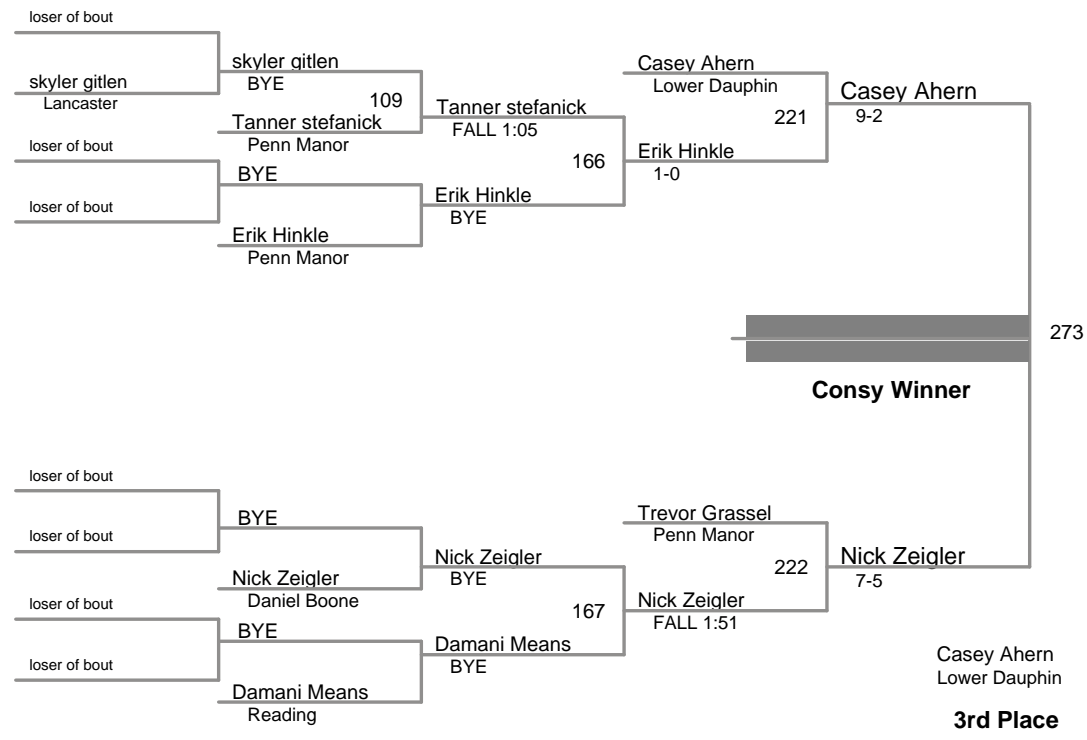 loser of bout
skyler gitlen
Lancaster
loser of bout
loser of bout
skyler gitlen
BYE
109
Tanner stefanick
Penn Manor
BYE
Erik Hinkle
Penn Manor
Tanner stefanick
FALL 1:05
166
Erik Hinkle
BYE
Casey Ahern
Lower Dauphin
221
Erik Hinkle
1-0
Casey Ahern
9-2
273
Consy Winner
loser of bout
loser of bout
loser of bout
loser of bout
BYE
Nick Zeigler
Daniel Boone
BYE
Damani Means
Reading
Nick Zeigler
BYE
167
Damani Means
BYE
Trevor Grassel
Penn Manor
222
Nick Zeigler
FALL 1:51
Nick Zeigler
7-5
Casey Ahern
Lower Dauphin
3rd Place